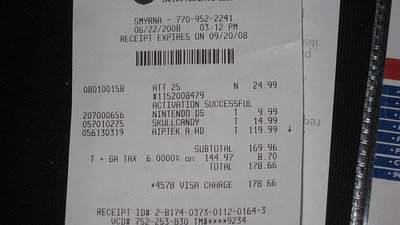 SMYRNA - 770-952-2241
06/22/2008 03:12 PM
RECEIPT EXPIRES ON 09/20/08
080100158 ATT 25 N 24.99
#1152008479
ACTIVATION SUCCESSFUL
207000656 NINTENDO DS T 9.99
057010275 SKULLCANDY T 14.99
056130319 AIPTEK A HD T 119.99 ↓
SUBTOTAL 169.96
T = GA TAX 6.0000% on 144.97 8.70
TOTAL 178.66
*4578 VISA CHARGE 178.66
RECEIPT ID# 2-8174-0373-0112-0164-3
VCD# 752-253-830 TM#****9234